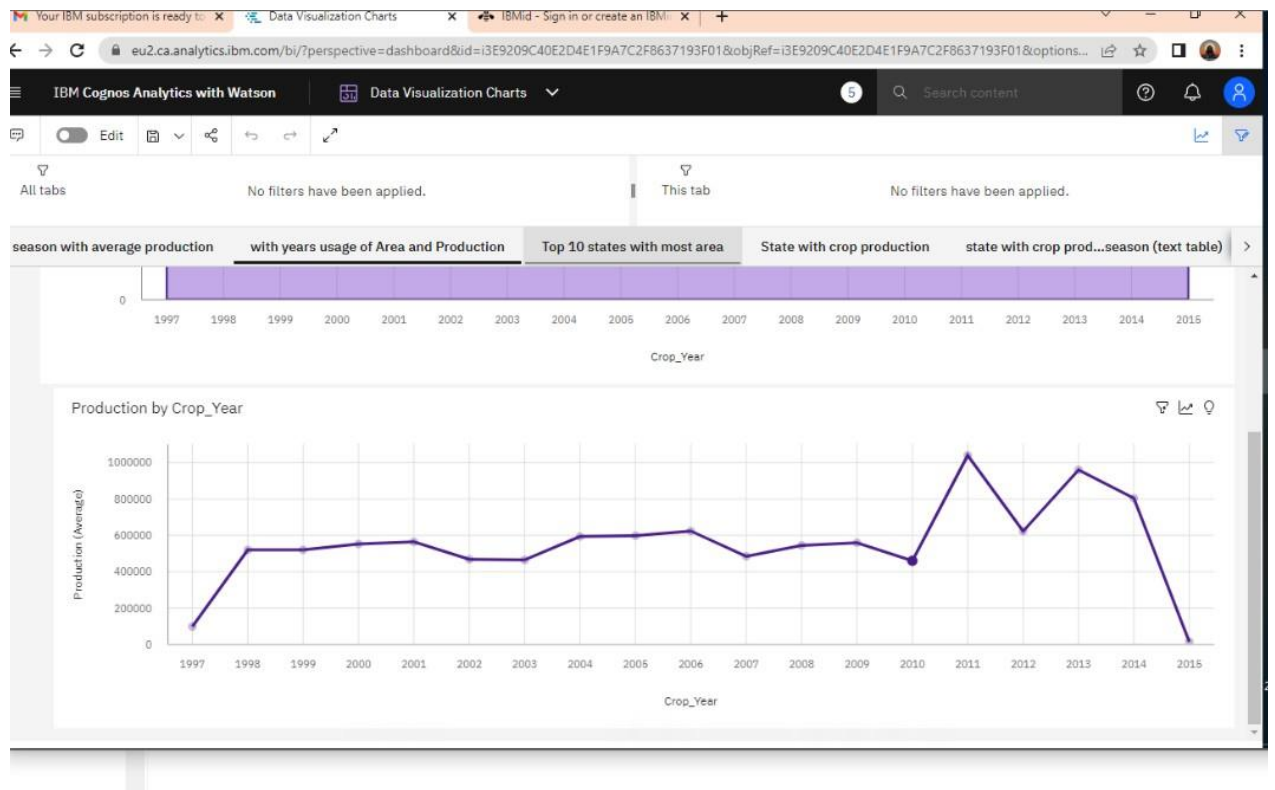 Your IBM subscription is ready to
Data Visualization Charts
IBMid - Sign in or create an IBMi
eu2.ca.analytics.ibm.com/bi/?perspective=dashboard&id=i3E9209C40E2D4E1F9A7C2F8637193F01&objRef=i3E9209C40E2D4E1F9A7C2F8637193F01&options...
IBM Cognos Analytics with Watson
Data Visualization Charts
5
Search content
Edit
All tabs
No filters have been applied.
This tab
No filters have been applied.
season with average production
with years usage of Area and Production
Top 10 states with most area
State with crop production
state with crop prod...season (text table)
0
1997 1998 1999 2000 2001 2002 2003 2004 2005 2006 2007 2008 2009 2010 2011 2012 2013 2014 2015
Crop_Year
Production by Crop_Year
Production (Average)
1000000
800000
600000
400000
200000
0
1997 1998 1999 2000 2001 2002 2003 2004 2005 2006 2007 2008 2009 2010 2011 2012 2013 2014 2015
Crop_Year